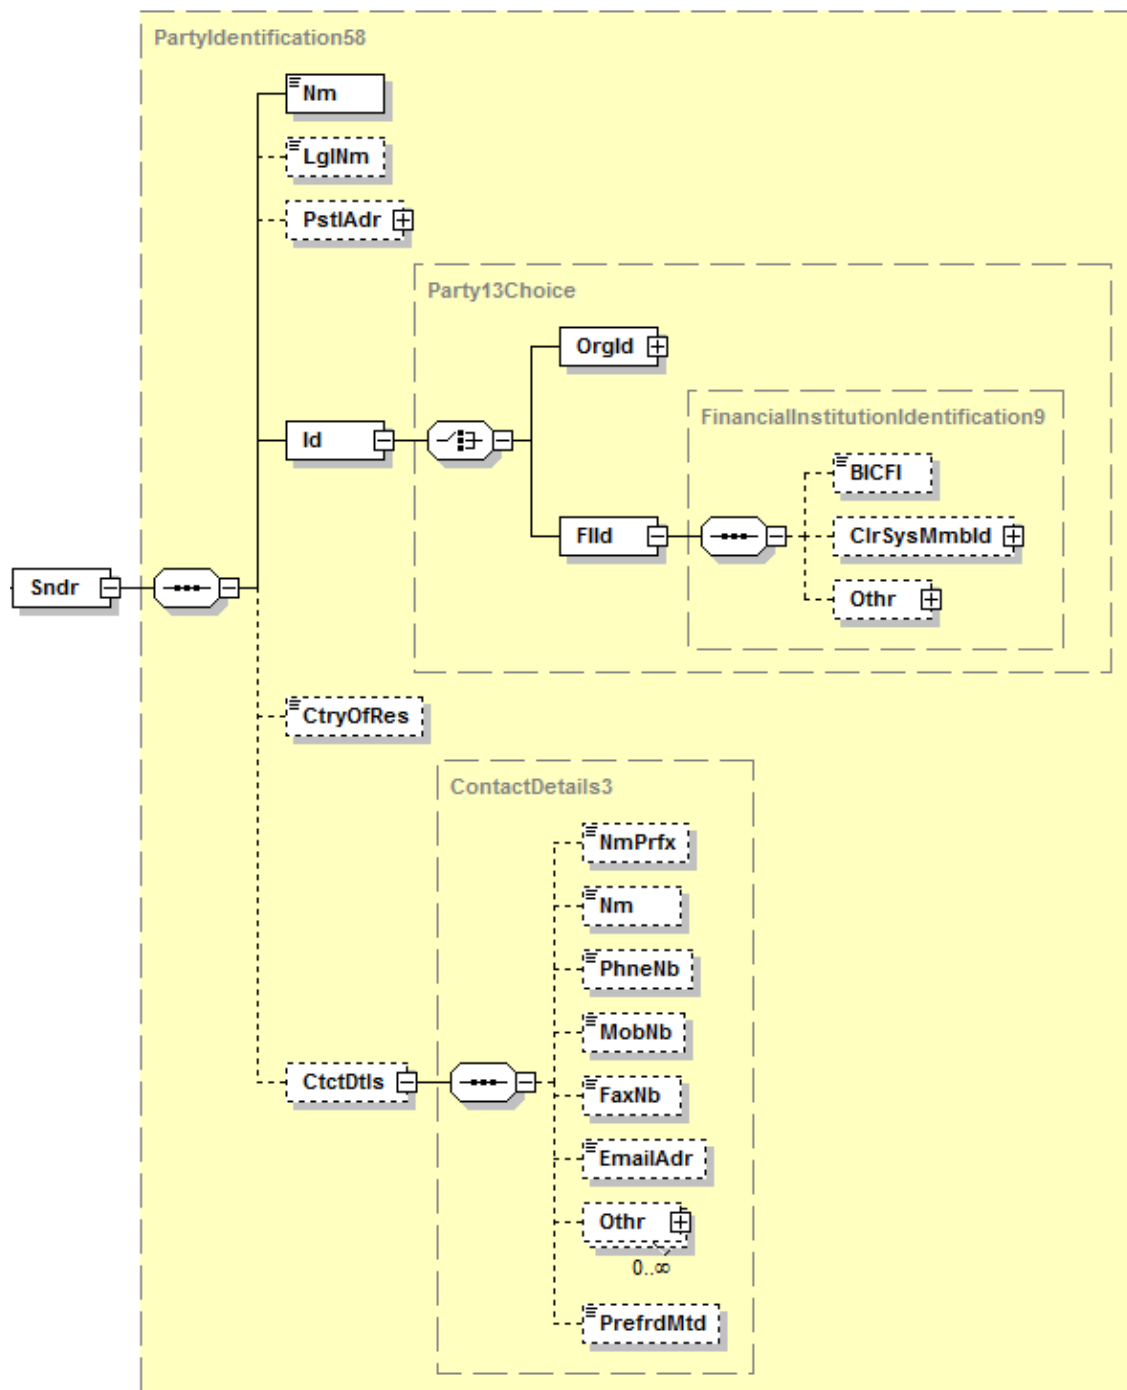 PartyIdentification58
Nm
LglNm
PstlAdr
Party13Choice
OrgId
FinancialInstitutionIdentification9
Id
BICFI
FIId
ClrSysMmbId
Sndr
Othr
CtryOfRes
ContactDetails3
NmPrfx
Nm
PhneNb
MobNb
CtctDtls
FaxNb
EmailAdr
Othr
0..∞
PrefrdMtd